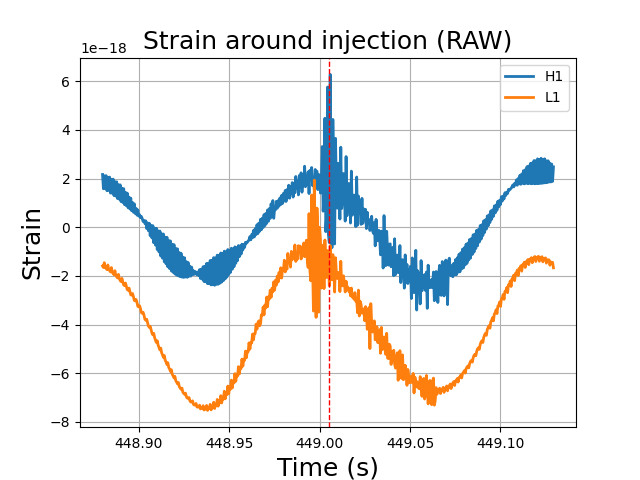 Strain around injection (RAW)
1e−18
H1
L1
6
4
2
0
−2
−4
−6
−8
Strain
448.90 448.95 449.00 449.05 449.10
Time (s)